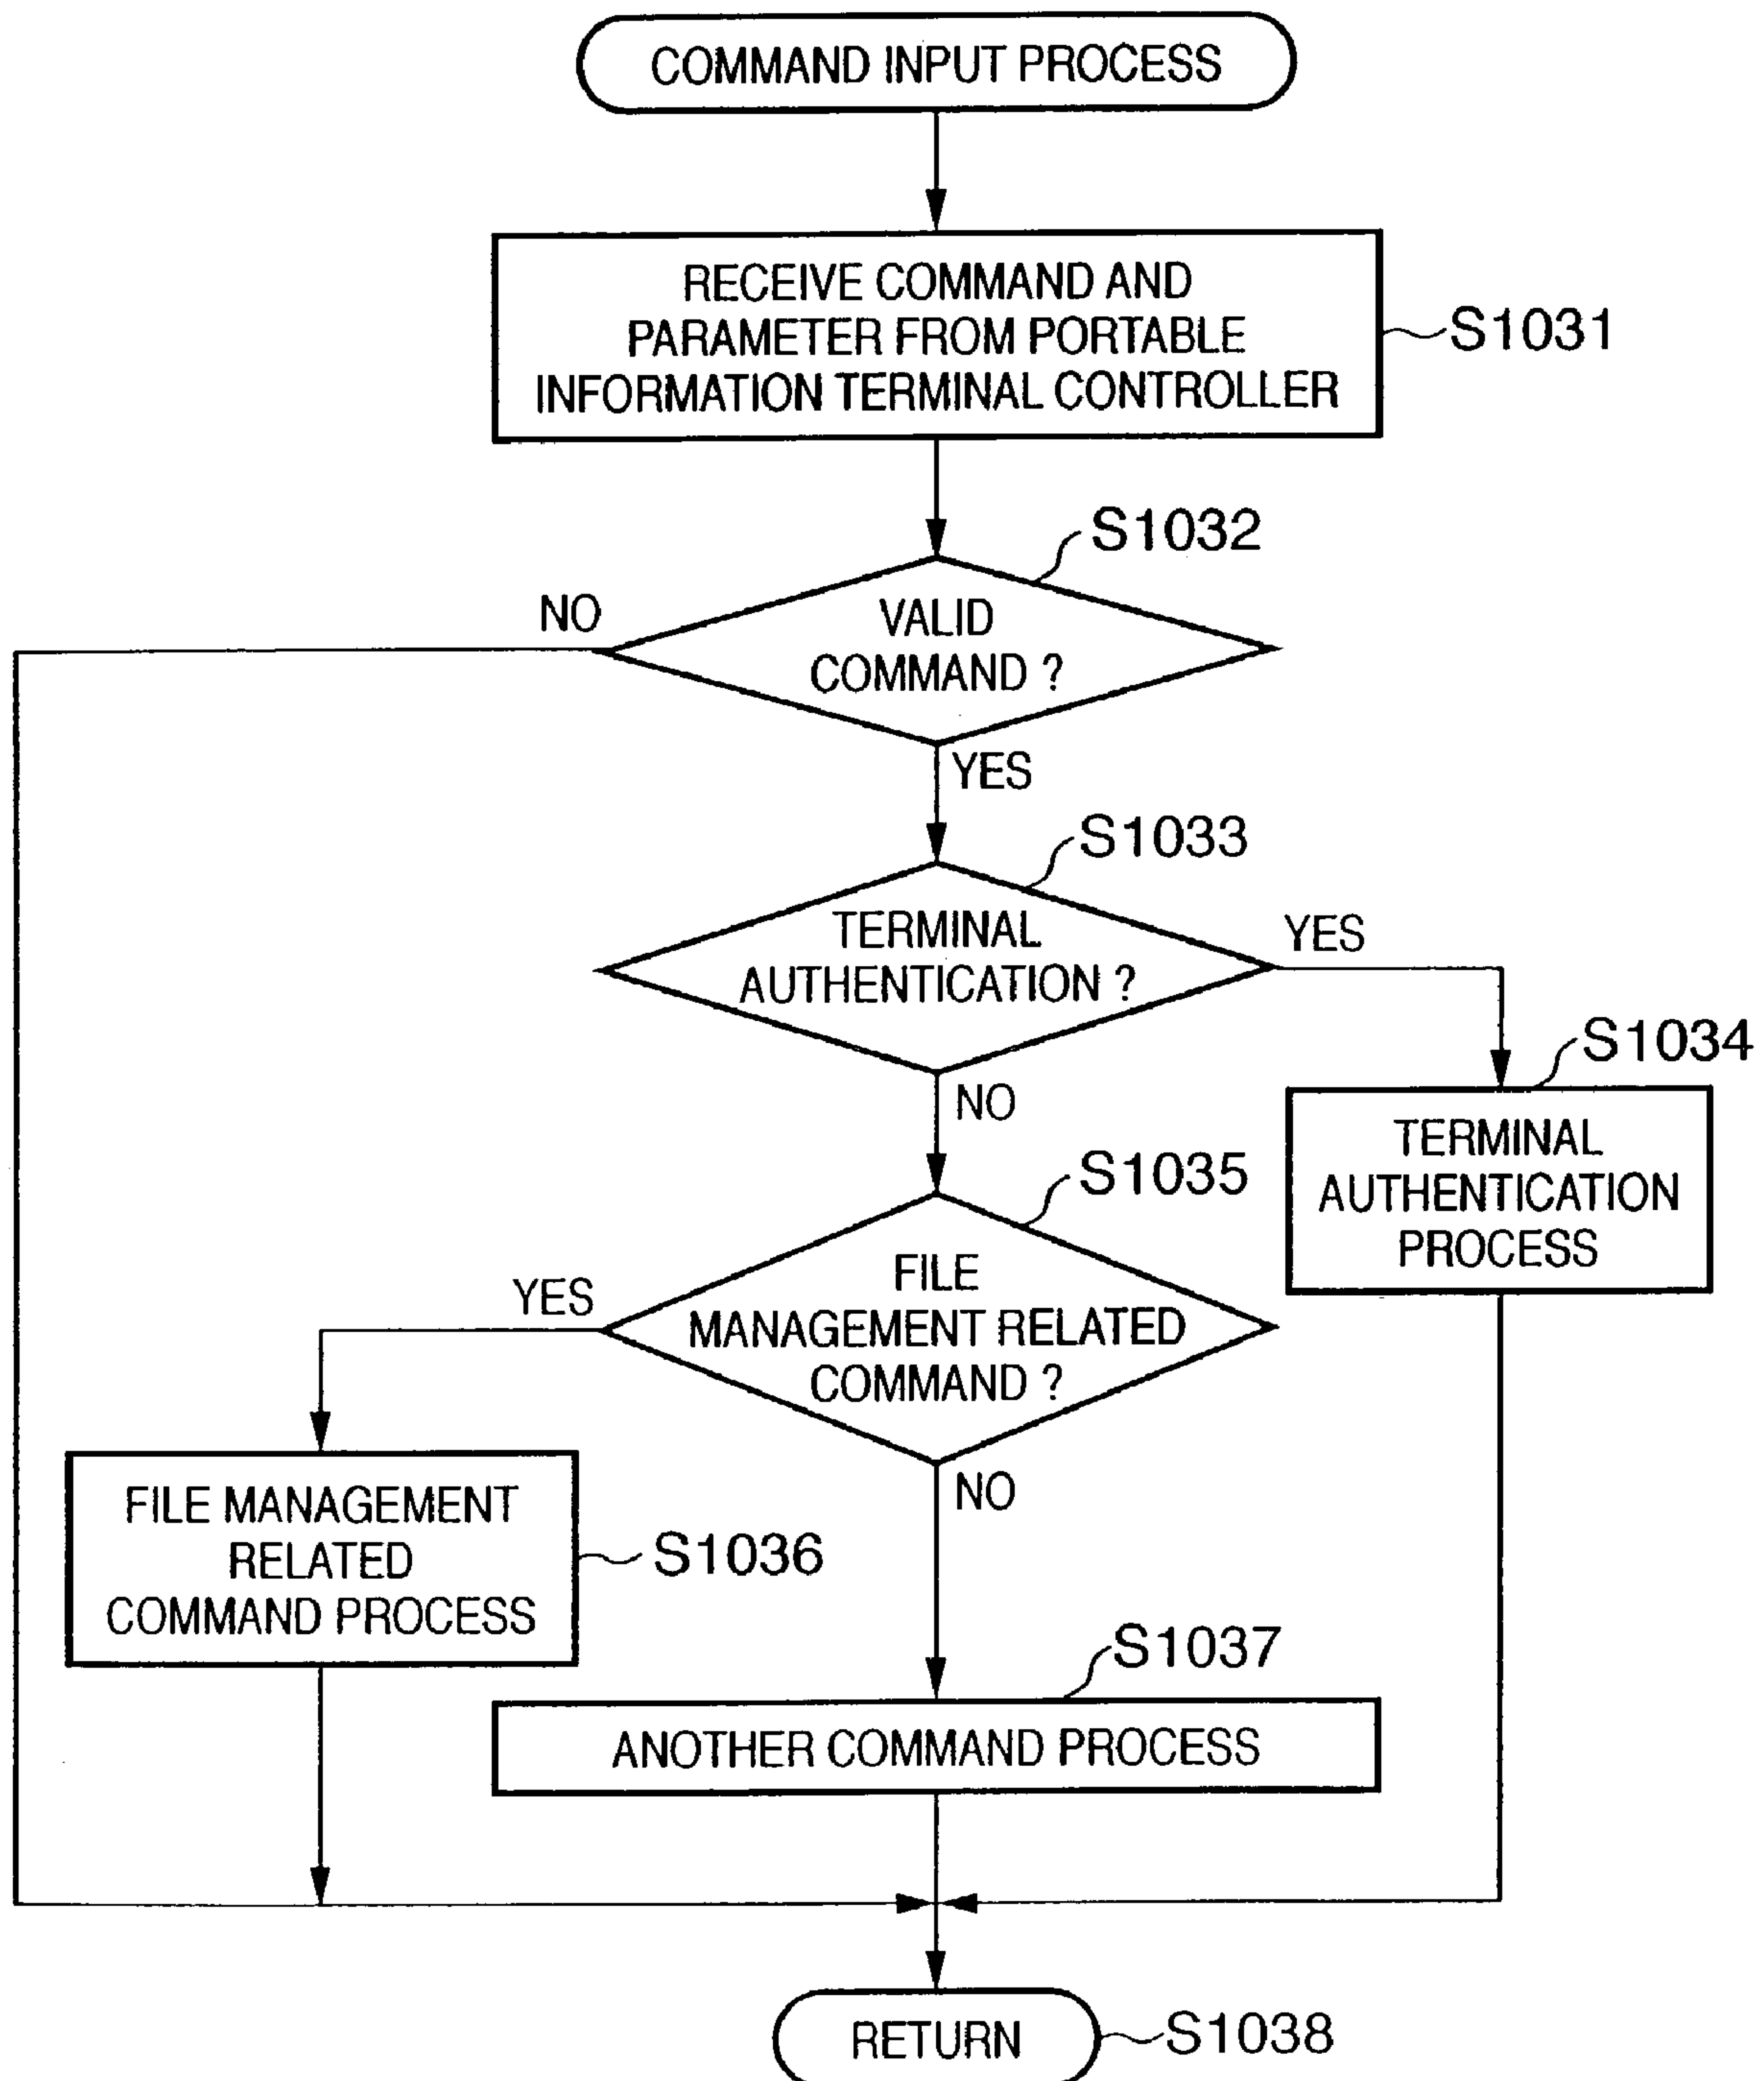 COMMAND INPUT PROCESS
RECEIVE COMMAND AND
PARAMETER FROM PORTABLE
INFORMATION TERMINAL CONTROLLER
S1031
S1032
NO
VALID
COMMAND ?
YES
S1033
TERMINAL
AUTHENTICATION ?
YES
S1034
NO
TERMINAL
AUTHENTICATION
PROCESS
S1035
YES
FILE
MANAGEMENT RELATED
COMMAND ?
NO
FILE MANAGEMENT
RELATED
COMMAND PROCESS
S1036
S1037
ANOTHER COMMAND PROCESS
RETURN
S1038